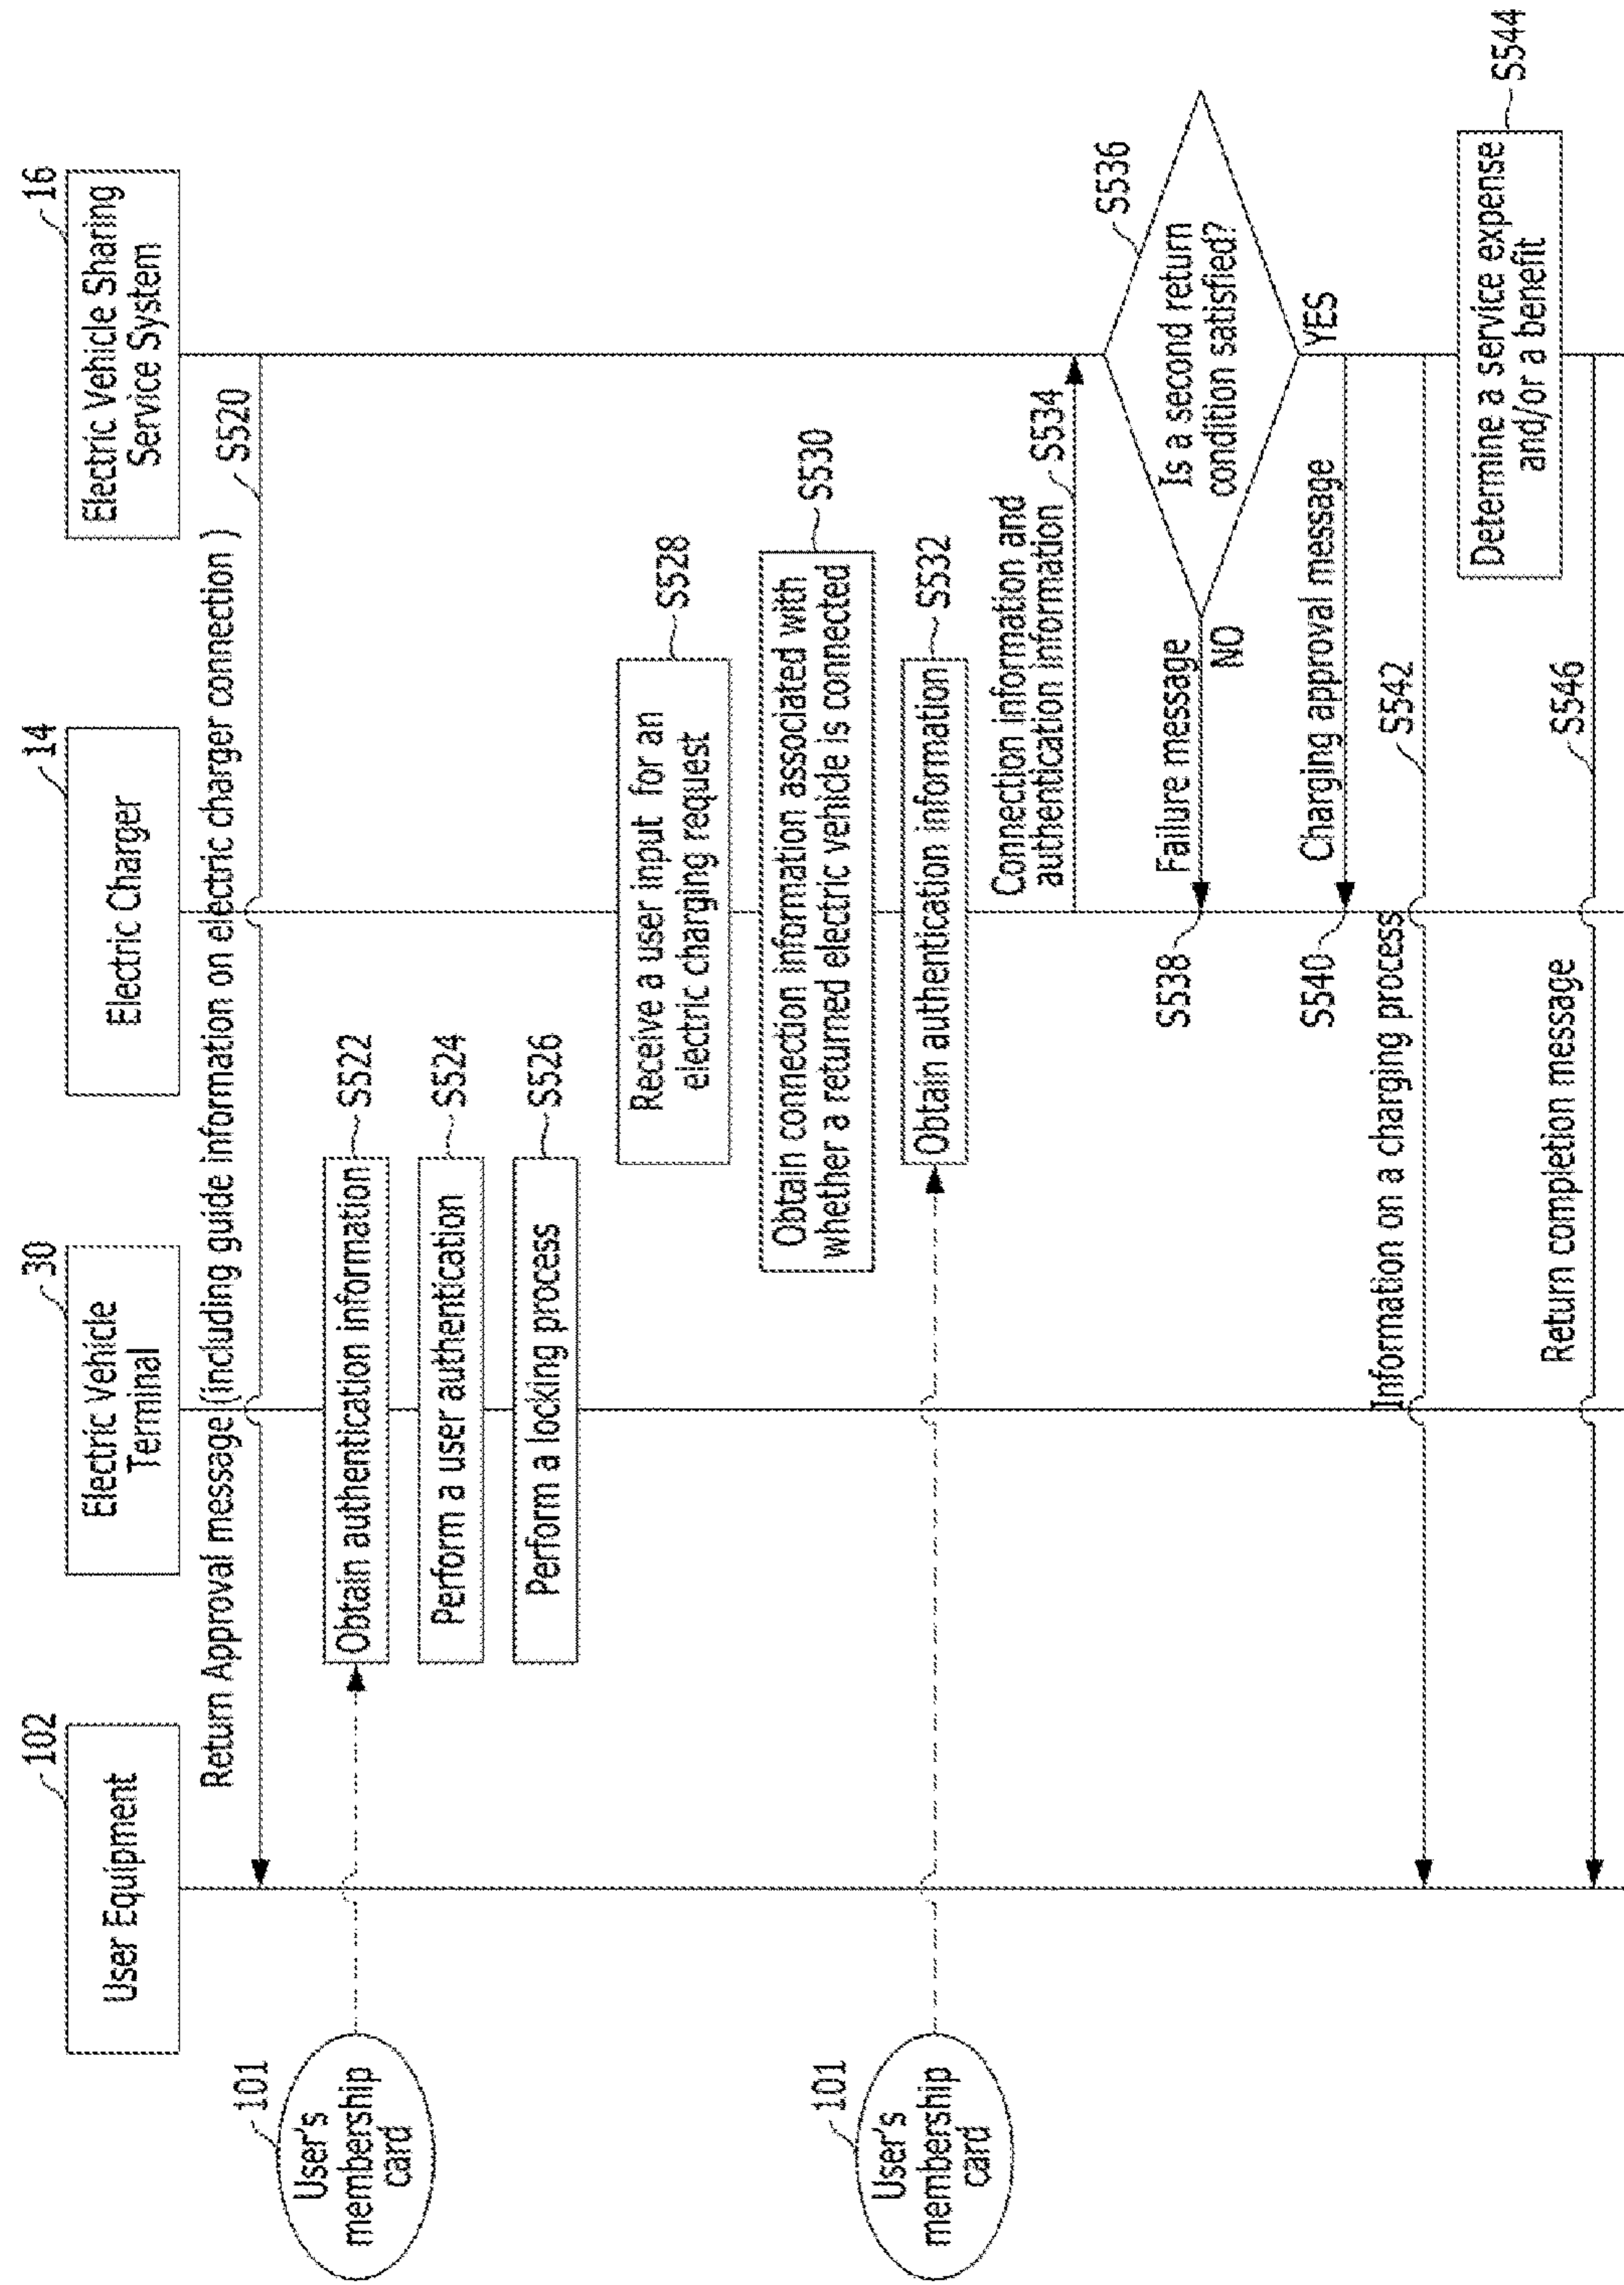 102
User Equipment
30
Electric Vehicle
Terminal
14
Electric Charger
16
Electric Vehicle Sharing
Service System
Return Approval message (including guide information on electric charger connection )
S520
101
User's
membership
card
Obtain authentication information
S522
Perform a user authentication
S524
Perform a locking process
S526
Receive a user input for an
electric charging request
S528
Obtain connection information associated with
whether a returned electric vehicle is connected
S530
101
User's
membership
card
Obtain authentication information
S532
Connection information and
authentication information
S534
Is a second return
condition satisfied?
S536
Failure message
NO
S538
YES
Charging approval message
S540
Information on a charging process
S542
Determine a service expense
and/or a benefit
S544
Return completion message
S546